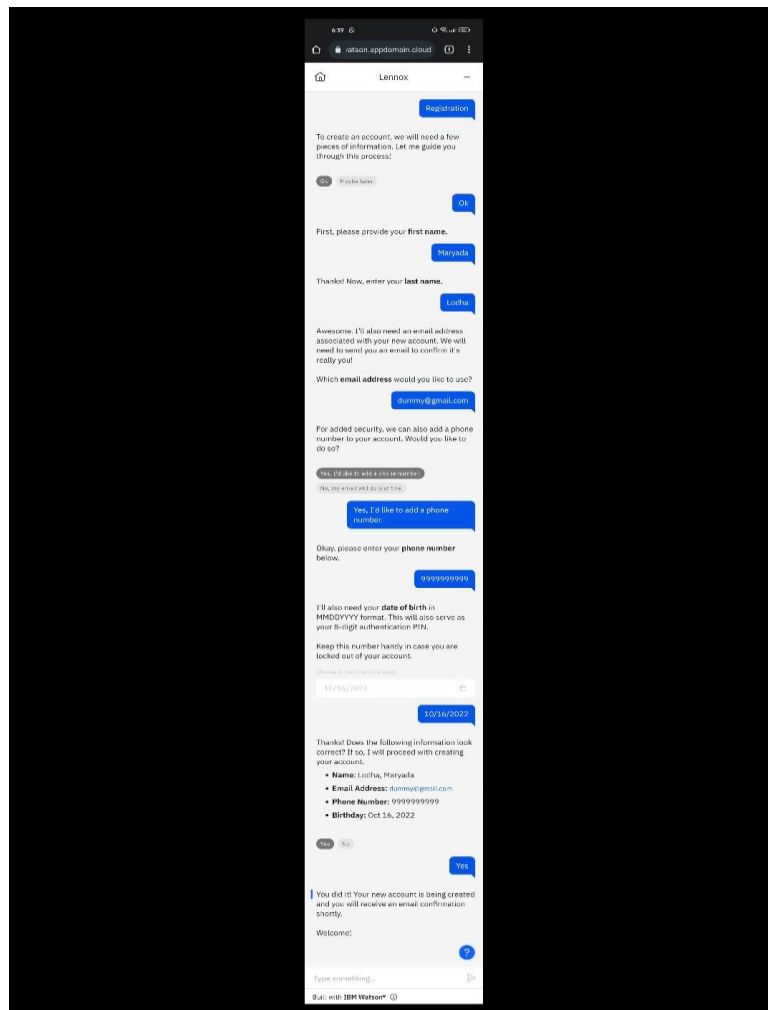 6:59
atson.appdomain.cloud
Lennox
Registration
To create an account, we will need a few
pieces of information. Let me guide you
through this process!
Ok Maybe later
Ok
First, please provide your first name.
Maryada
Thanks! Now, enter your last name.
Lodha
Awesome, I'll also need an email address
associated with your new account. We will
need to send you an email to confirm it's
really you!
Which email address would you like to use?
dummy@gmail.com
For added security, we can also add a phone
number to your account. Would you like to
do so?
Yes, I'd like to add a phone number.
No, my email will do just fine.
Yes, I'd like to add a phone
number.
Okay, please enter your phone number
below.
9999999999
I'll also need your date of birth in
MMDDYYYY format. This will also serve as
your 8-digit authentication PIN.
Keep this number handy in case you are
locked out of your account.
10/16/2022
10/16/2022
Thanks! Does the following information look
correct? If so, I will proceed with creating
your account.
• Name: Lodha, Maryada
• Email Address: dummy@gmail.com
• Phone Number: 9999999999
• Birthday: Oct 16, 2022
Yes No
Yes
You did it! Your new account is being created
and you will receive an email confirmation
shortly.
Welcome!
?
Type something...
Built with IBM Watson®